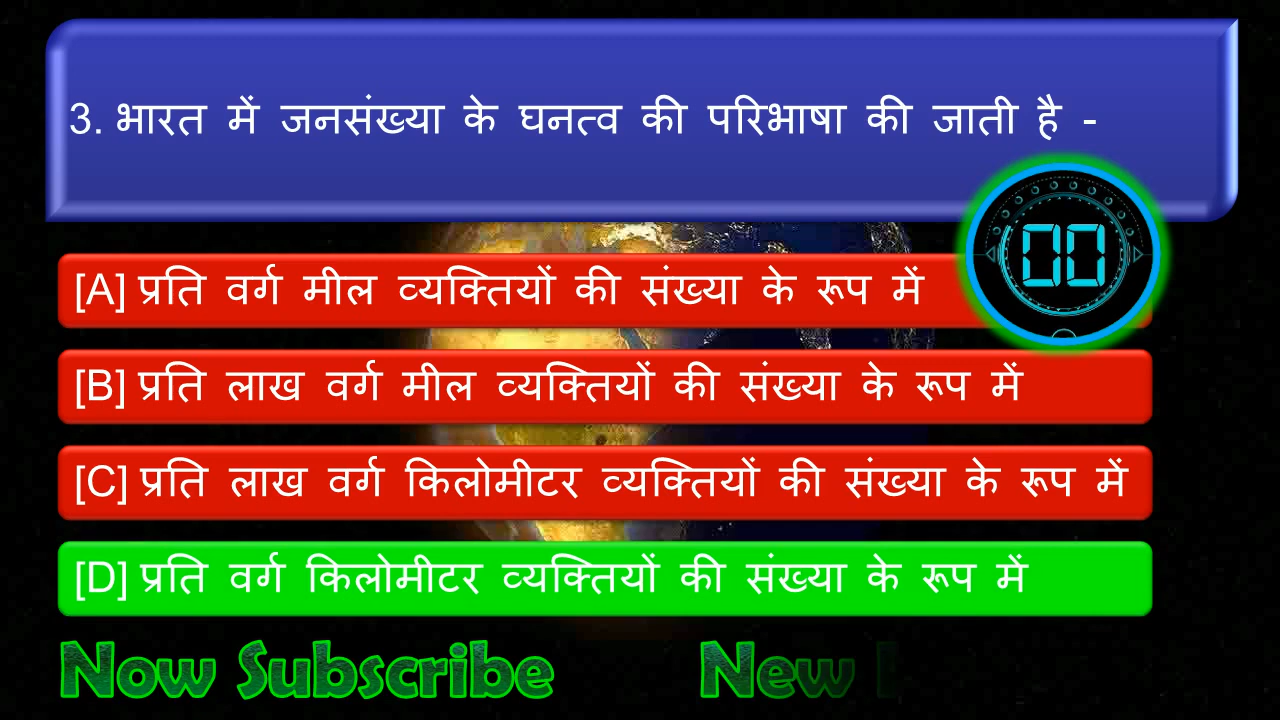 3. भारत में जनसंख्या के घनत्व की परिभाषा की जाती है -
00
[A] प्रति वर्ग मील व्यक्तियों की संख्या के रूप में
[B] प्रति लाख वर्ग मील व्यक्तियों की संख्या के रूप में
[C] प्रति लाख वर्ग किलोमीटर व्यक्तियों की संख्या के रूप में
[D] प्रति वर्ग किलोमीटर व्यक्तियों की संख्या के रूप में
Now Subscribe New